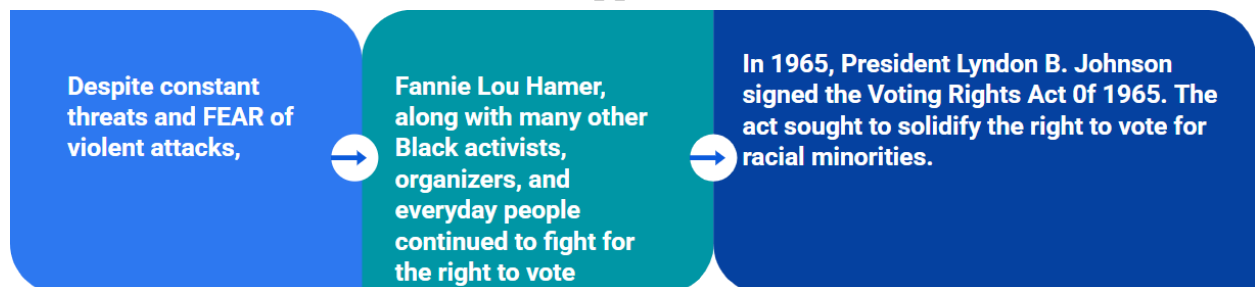 Despite constant
threats and FEAR of
violent attacks,
Fannie Lou Hamer,
along with many other
Black activists,
organizers, and
everyday people
continued to fight for
the right to vote
In 1965, President Lyndon B. Johnson
signed the Voting Rights Act 0f 1965. The
act sought to solidify the right to vote for
racial minorities.